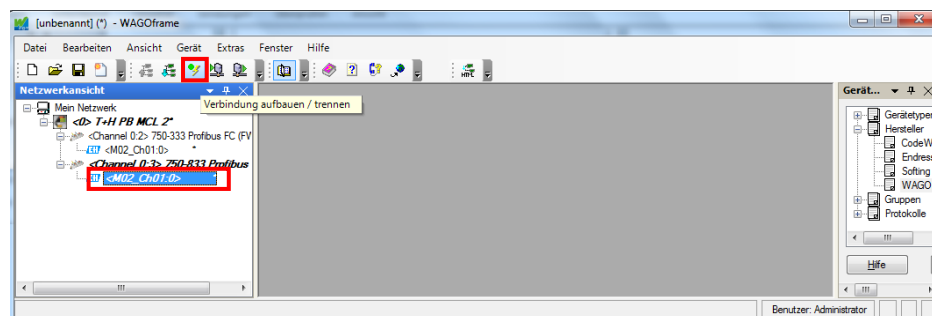 [unbenannt] (*) - WAGOframe
Datei Bearbeiten Ansicht Gerät Extras Fenster Hilfe
Netzwerkansicht
Verbindung aufbauen / trennen
Mein Netzwerk
<0> T+H PB MCL 2*
<Channel 0:2> 750-333 Profibus FC (FV
<M02_Ch01:0> *
<Channel 0:3> 750-833 Profibus
<M02_Ch01:0> *
Gerät...
Gerätetypen
Hersteller
CodeW
Endress
Softing
WAGO
Gruppen
Protokolle
Hilfe
Benutzer: Administrator